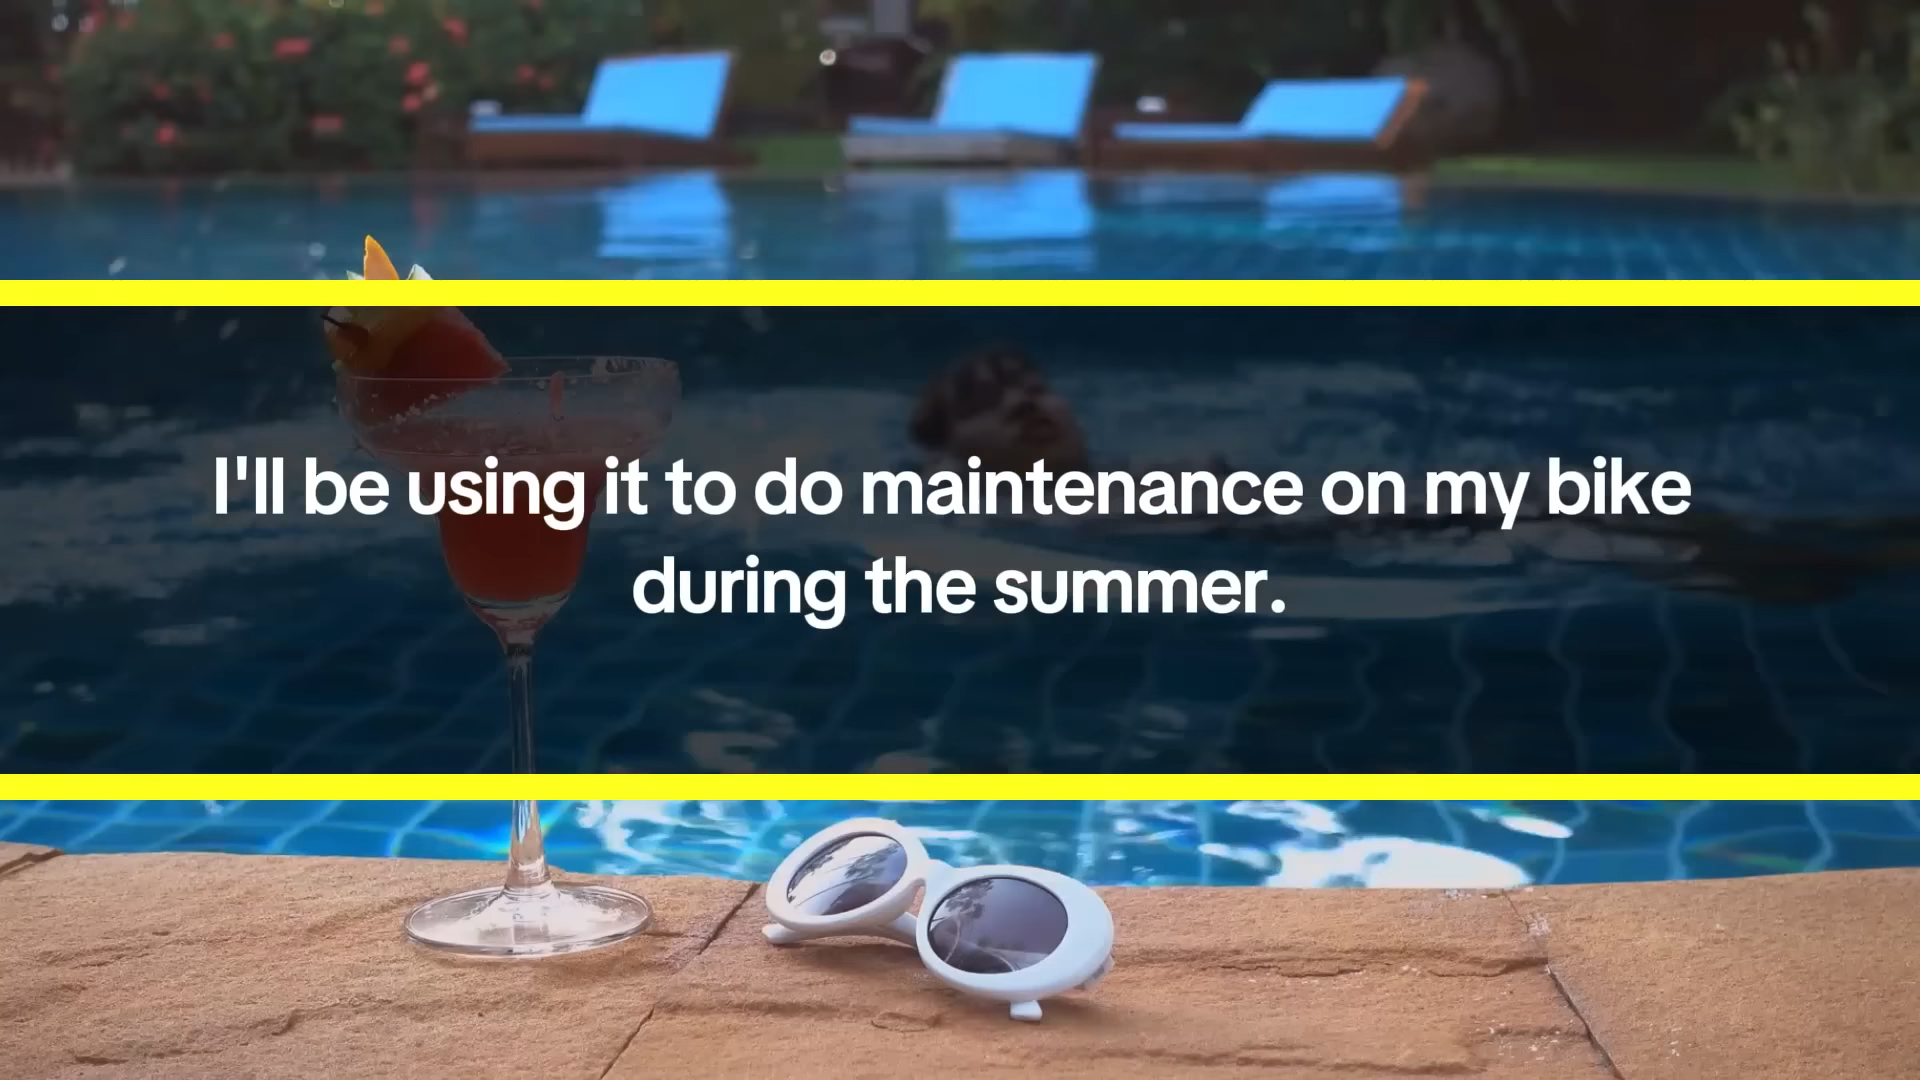 I'll be using it to do maintenance on my bike
during the summer.